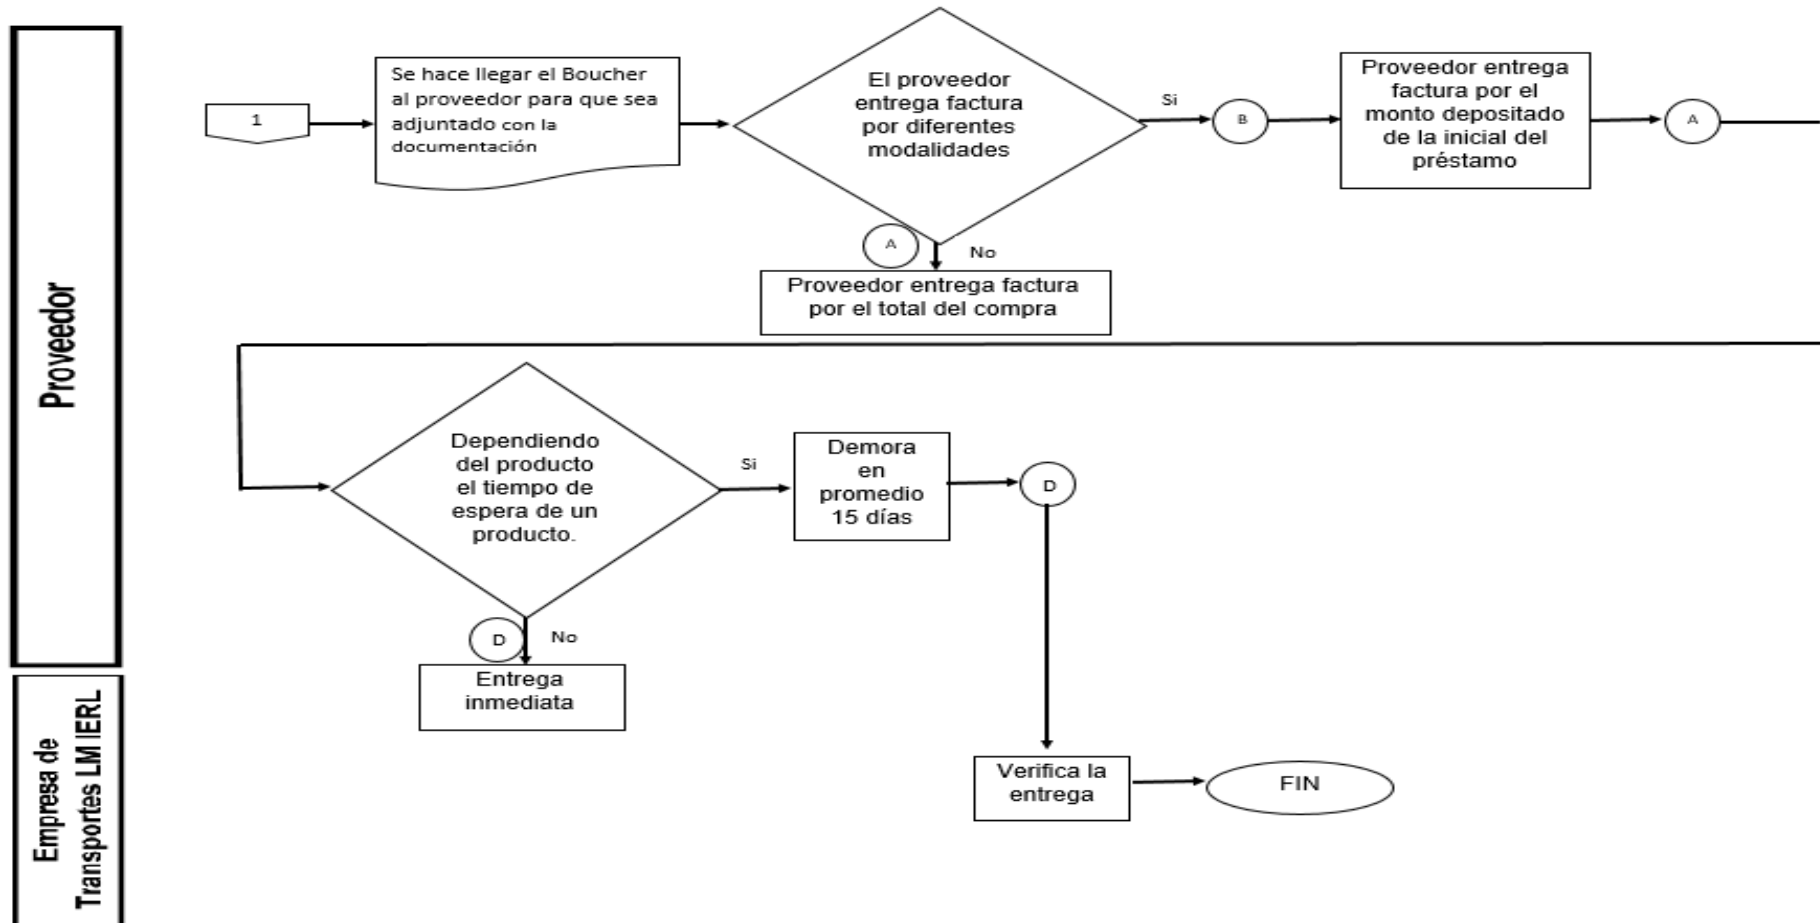 Proveedor
1
Se hace llegar el Boucher
al proveedor para que sea
adjuntado con la
documentación
El proveedor
entrega factura
por diferentes
modalidades
Si
B
Proveedor entrega
factura por el
monto depositado
de la inicial del
préstamo
A
A
No
Proveedor entrega factura
por el total del compra
Dependiendo
del producto
el tiempo de
espera de un
producto.
Si
Demora
en
promedio
15 días
D
D
No
Entrega
inmediata
Empresa de
Transportes LM IERL
Verifica la
entrega
FIN